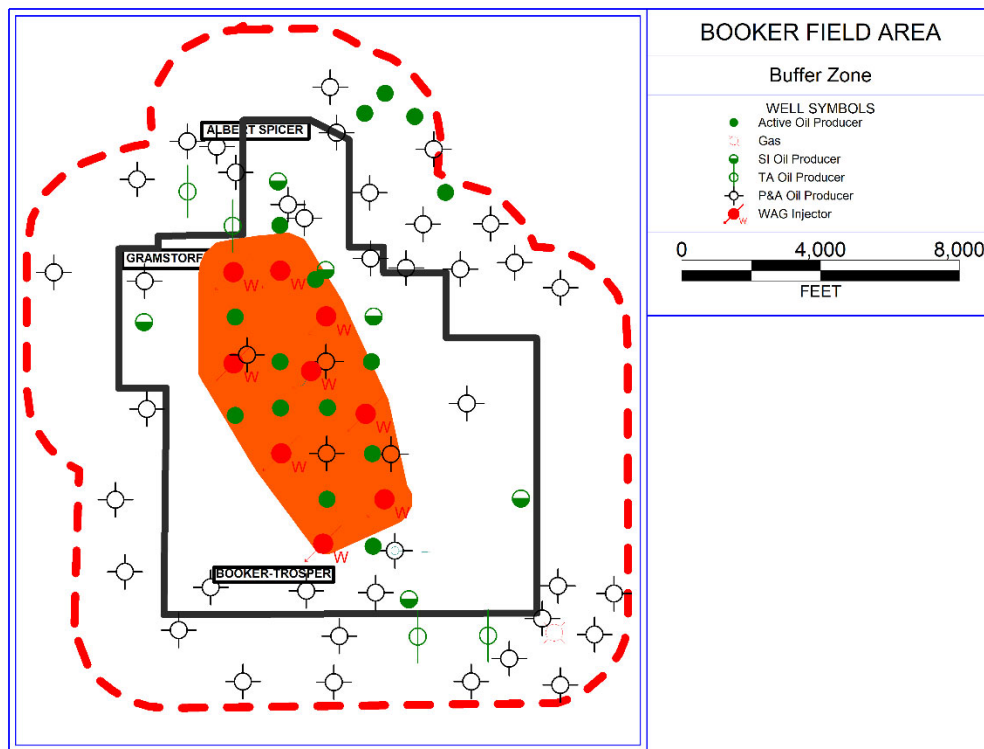 BOOKER FIELD AREA
Buffer Zone
WELL SYMBOLS
Active Oil Producer
Gas
SI Oil Producer
TA Oil Producer
P&A Oil Producer
W
WAG Injector
0 4,000 8,000
FEET
ALBERT SPICER
GRAMSTORF
W
W
W
W
W
W
W
W
W
BOOKER-TROSPER